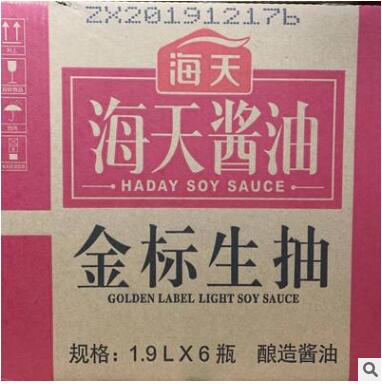 ZX20191217b
海天
海天酱油
HADAY SOY SAUCE
金标生抽
GOLDEN LABEL LIGHT SOY SAUCE
规格：1.9L X 6 瓶 酿造酱油